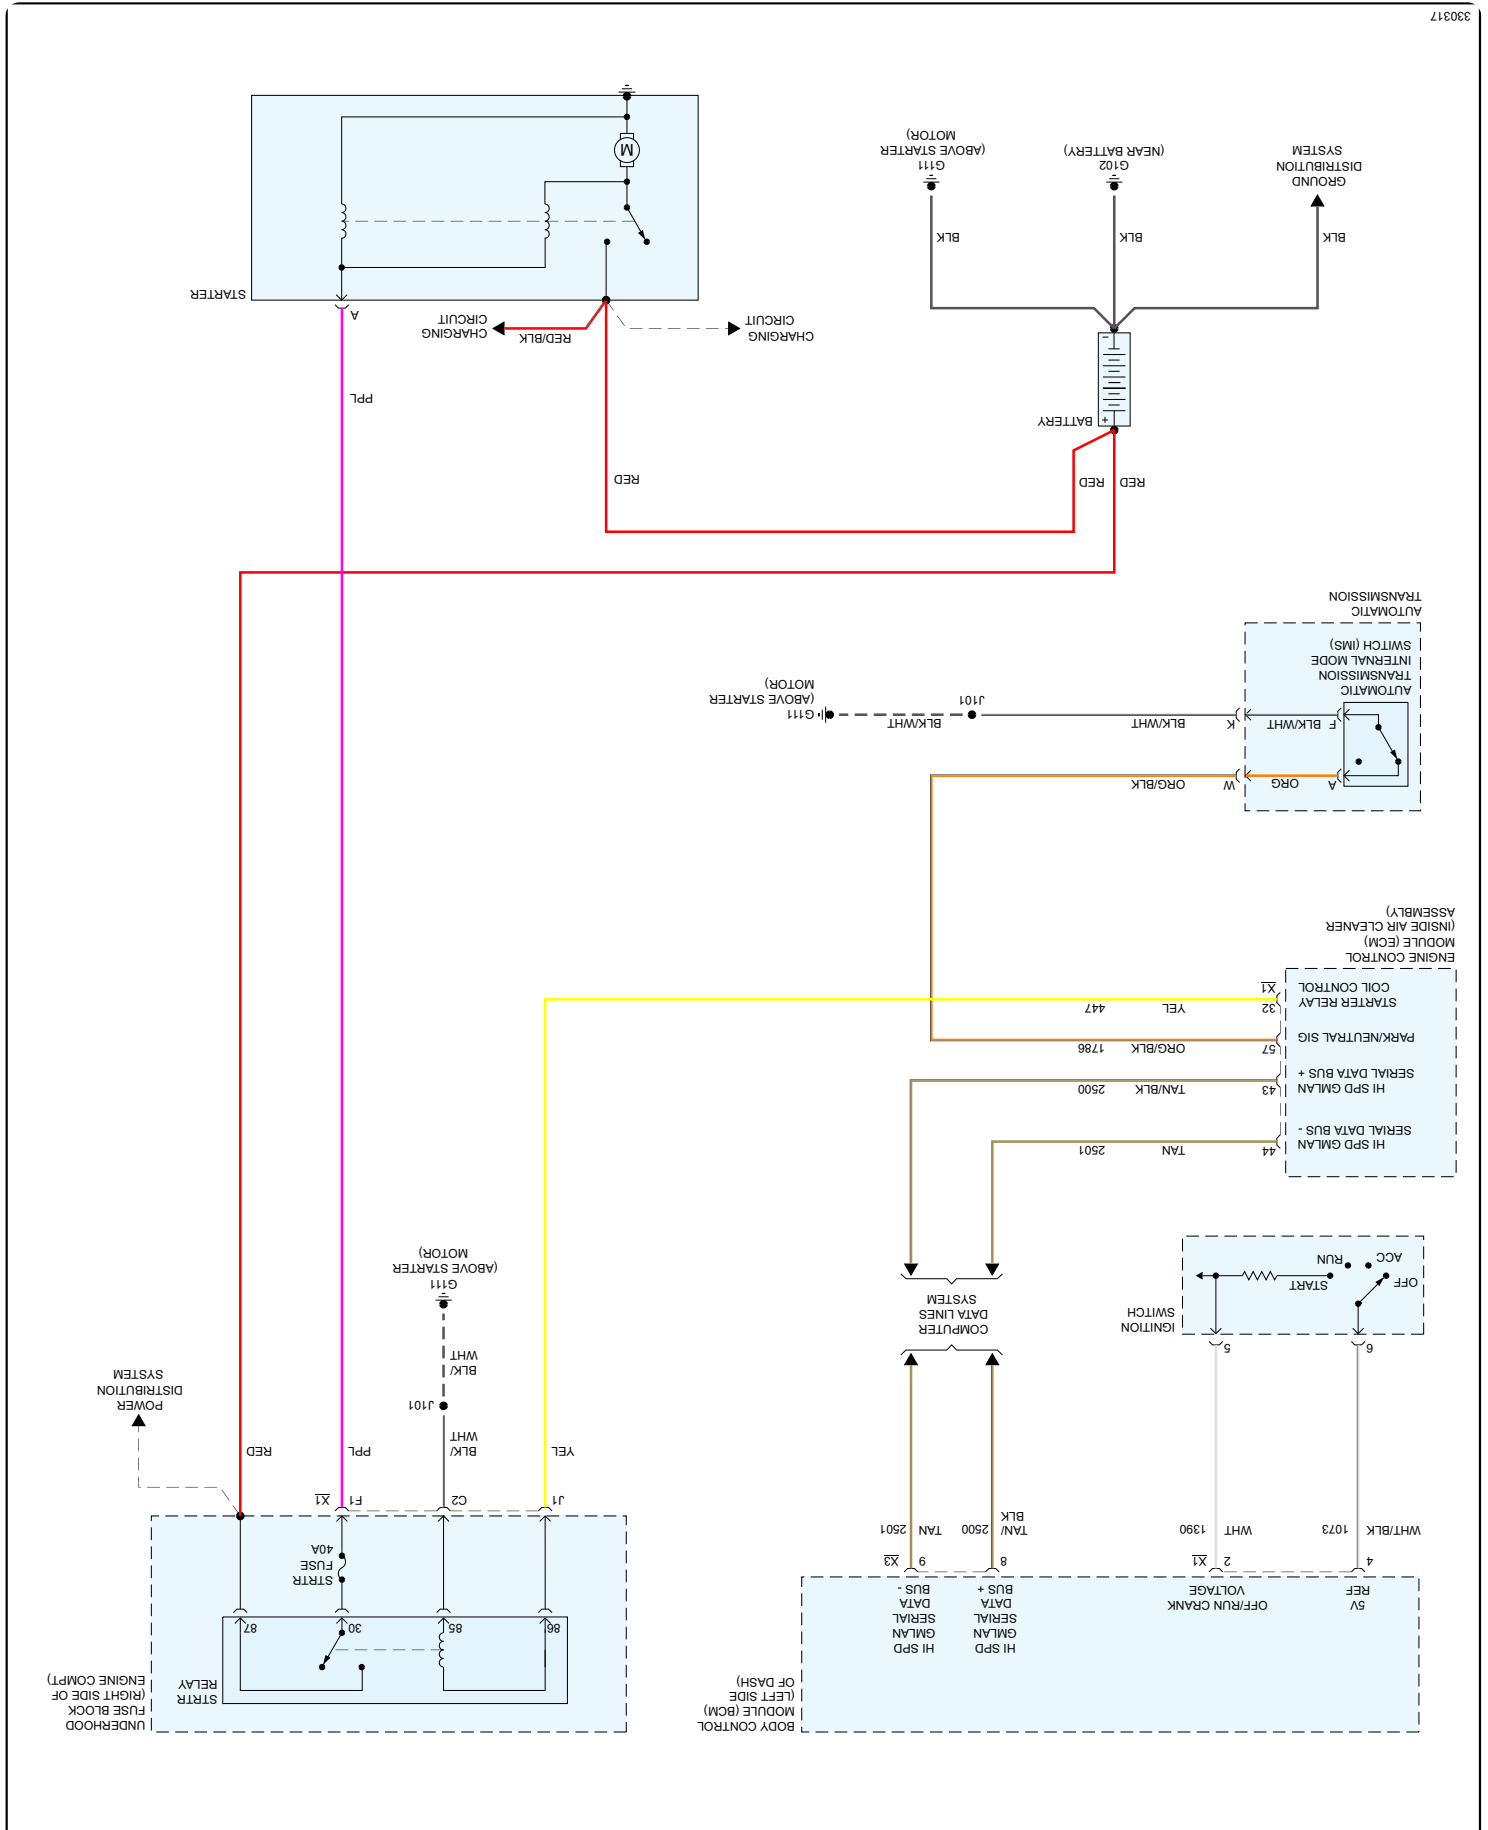 BODY CONTROL
MODULE (BCM)
(LEFT SIDE
OF DASH)
5V
REF
OFF/RUN CRANK
VOLTAGE
HI SPD
GMLAN
SERIAL
DATA
BUS +
HI SPD
GMLAN
SERIAL
DATA
BUS -
4
2
X1
8
9
X3
WHT/BLK
1073
WHT
1390
TAN/
BLK
2500
TAN
2501
UNDERHOOD
FUSE BLOCK
(RIGHT SIDE OF
ENGINE COMPT)
STRTR
RELAY
86
85
30
87
STRTR
FUSE
40A
J1
C2
F1
X1
YEL
BLK/
WHT
PPL
RED
J101
BLK/
WHT
G111
(ABOVE STARTER
MOTOR)
POWER
DISTRIBUTION
SYSTEM
6
5
IGNITION
SWITCH
OFF
ACC
RUN
START
COMPUTER
DATA LINES
SYSTEM
HI SPD GMLAN
SERIAL DATA BUS -
44
TAN
2501
HI SPD GMLAN
SERIAL DATA BUS +
43
TAN/BLK
2500
PARK/NEUTRAL SIG
57
ORG/BLK
1786
STARTER RELAY
COIL CONTROL
32
X1
YEL
447
ENGINE CONTROL
MODULE (ECM)
(INSIDE AIR CLEANER
ASSEMBLY)
A
ORG
W
ORG/BLK
F
BLK/WHT
K
BLK/WHT
J101
BLK/WHT
G111
(ABOVE STARTER
MOTOR)
AUTOMATIC
TRANSMISSION
INTERNAL MODE
SWITCH (IMS)
AUTOMATIC
TRANSMISSION
RED
RED
RED
PPL
BATTERY
+
-
CHARGING
CIRCUIT
RED/BLK
CHARGING
CIRCUIT
A
STARTER
M
BLK
BLK
BLK
GROUND
DISTRIBUTION
SYSTEM
G102
(NEAR BATTERY)
G111
(ABOVE STARTER
MOTOR)
330317